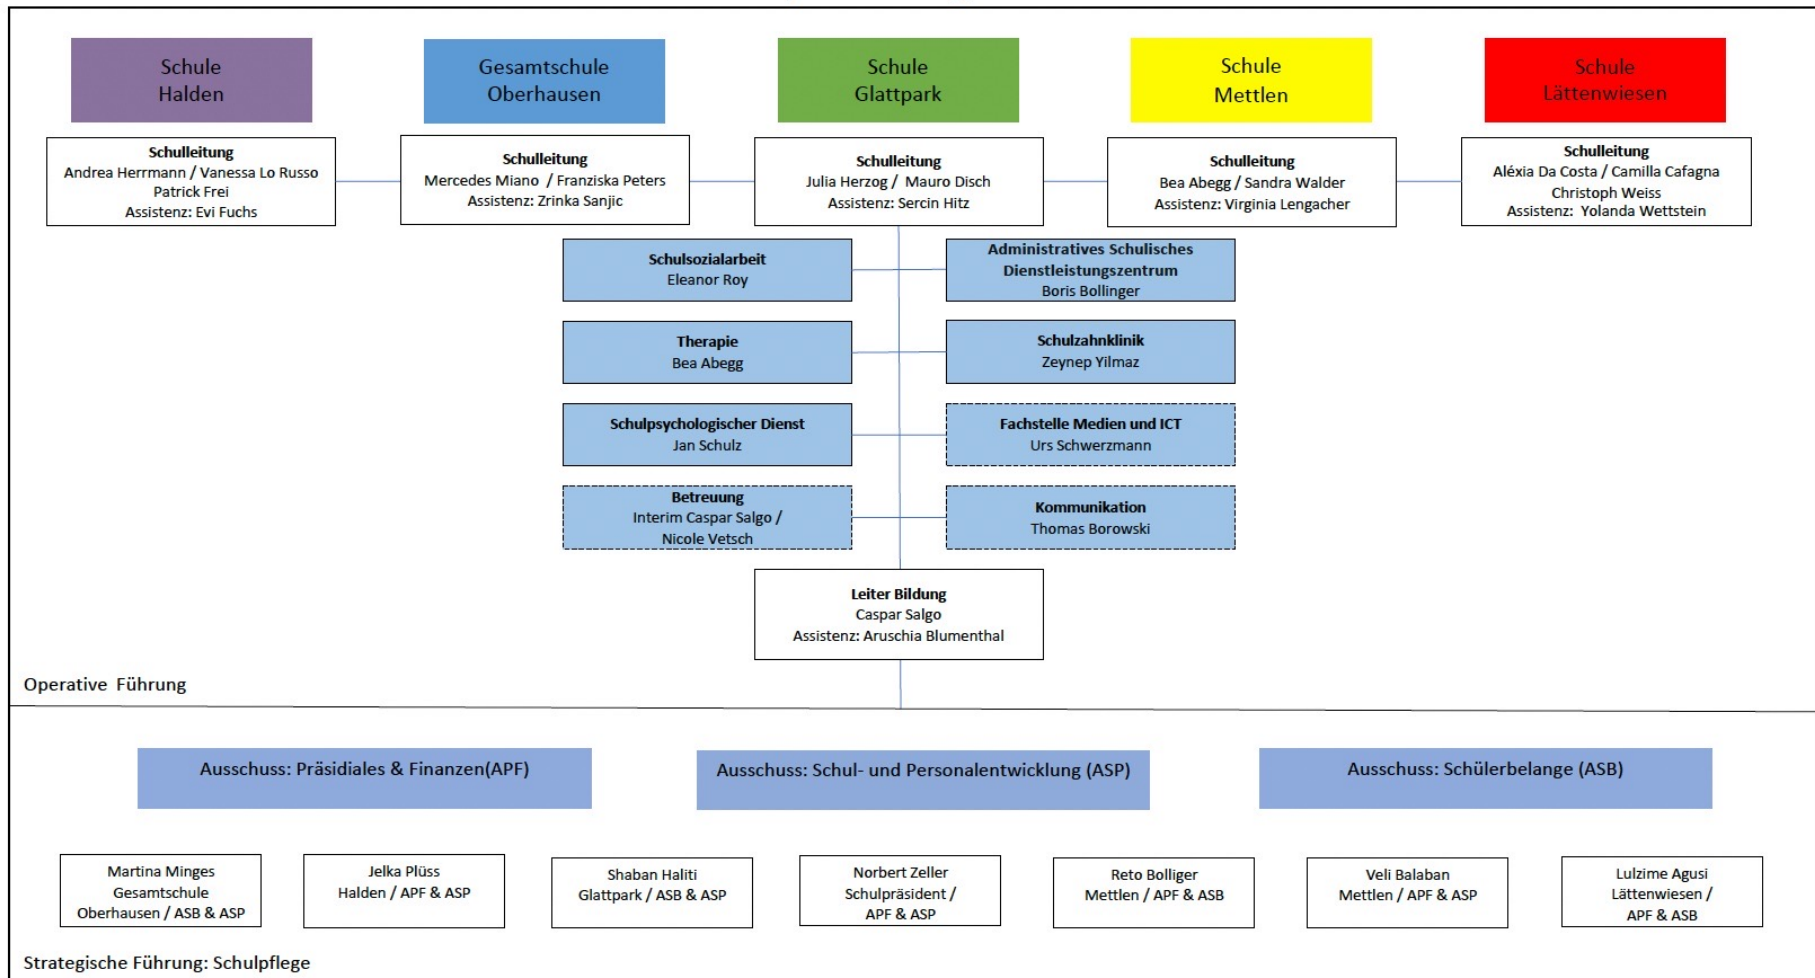 Schule
Halden
Gesamtschule
Oberhausen
Schule
Glattpark
Schule
Mettlen
Schule
Lättenwiesen
Schulleitung
Andrea Herrmann / Vanessa Lo Russo
Patrick Frei
Assistenz: Evi Fuchs
Schulleitung
Mercedes Miano / Franziska Peters
Assistenz: Zrinka Sanjic
Schulleitung
Julia Herzog / Mauro Disch
Assistenz: Sercin Hitz
Schulleitung
Bea Abegg / Sandra Walder
Assistenz: Virginia Lengacher
Schulleitung
Aléxia Da Costa / Camilla Cafagna
Christoph Weiss
Assistenz: Yolanda Wettstein
Schulsozialarbeit
Eleanor Roy
Administratives Schulisches
Dienstleistungszentrum
Boris Bollinger
Therapie
Bea Abegg
Schulzahnklinik
Zeynep Yilmaz
Schulpsychologischer Dienst
Jan Schulz
Fachstelle Medien und ICT
Urs Schwerzmann
Betreuung
Interim Caspar Salgo /
Nicole Vetsch
Kommunikation
Thomas Borowski
Leiter Bildung
Caspar Salgo
Assistenz: Aruschia Blumenthal
Operative Führung
Ausschuss: Präsidiales & Finanzen(APF)
Ausschuss: Schul- und Personalentwicklung (ASP)
Ausschuss: Schülerbelange (ASB)
Martina Minges
Gesamtschule
Oberhausen / ASB & ASP
Jelka Plüss
Halden / APF & ASP
Shaban Haliti
Glattpark / ASB & ASP
Norbert Zeller
Schulpräsident /
APF & ASP
Reto Bolliger
Mettlen / APF & ASB
Veli Balaban
Mettlen / APF & ASP
Lulzime Agusi
Lättenwiesen /
APF & ASB
Strategische Führung: Schulpflege